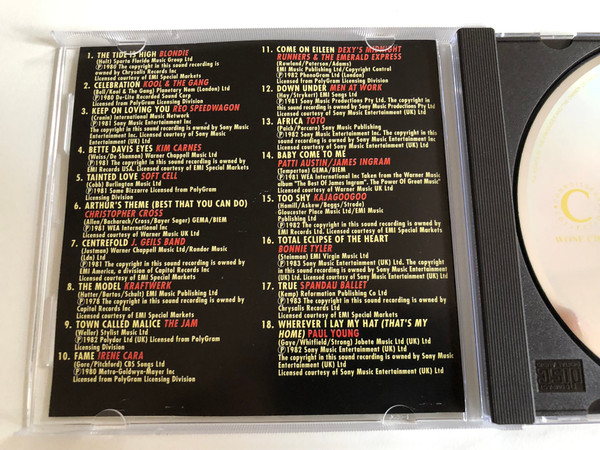 1. THE TIDE IS HIGH BLONDIE
(Holt) Sparta Florida Music Group Ltd
Ⓟ 1980 The copyright in this sound recording is
owned by Chrysalis Records Inc
Licensed courtesy of EMI Special Markets
2. CELEBRATION KOOL & THE GANG
(Bell/Kool & The Gang) Planetary Nom (London) Ltd
Ⓟ 1980 De-Lite Recorded Sound Corp
Licensed from PolyGram Licensing Division
3. KEEP ON LOVING YOU REO SPEEDWAGON
(Cronin) International Music Network
Ⓟ 1981 Sony Music Entertainment Inc
The copyright in this sound recording is owned by Sony Music
Entertainment Inc. Licensed courtesy of Sony Music
Entertainment (UK) Ltd
4. BETTE DAVIS EYES KIM CARNES
(Weiss/De Shannon) Warner Chappell Music Ltd
Ⓟ 1981 The copyright in this sound recording is owned by
EMI Records USA. Licensed courtesy of EMI Special Markets
5. TAINTED LOVE SOFT CELL
(Cobb) Burlington Music Ltd
Ⓟ 1981 Some Bizzarre Licensed from PolyGram
Licensing Division
6. ARTHUR'S THEME (BEST THAT YOU CAN DO)
CHRISTOPHER CROSS
(Allen/Bacharach/Cross/Bayer Sager) GEMA/BIEM
Ⓟ 1981 WEA International Inc
Licensed courtesy of Warner Music UK Ltd
7. CENTREFOLD J. GEILS BAND
(Justman) Warner Chappell Music Ltd/Rondor Music
(Ldn) Ltd
Ⓟ 1981 The copyright in this sound recording is owned by
EMI America, a division of Capitol Records Inc
Licensed courtesy of EMI Special Markets
8. THE MODEL KRAFTWERK
(Hutter/Bartos/Schult) EMI Music Publishing Ltd
Ⓟ 1978 The copyright in this sound recording is owned by
Capitol Records Inc
Licensed courtesy of EMI Special Markets
9. TOWN CALLED MALICE THE JAM
(Weller) Stylist Music Ltd
Ⓟ 1982 Polydor Ltd (UK) Licensed from PolyGram
Licensing Division
10. FAME IRENE CARA
(Gore/Pitchford) CBS Songs Ltd
Ⓟ 1980 Metro-Goldwyn-Mayer Inc
Licensed from PolyGram Licensing Division
11. COME ON EILEEN DEXY'S MIDNIGHT
RUNNERS & THE EMERALD EXPRESS
(Rowland/Paterson/Adams)
EMI Music Publishing Ltd/Copyright Central
Ⓟ 1982 PhonoGram Ltd (London)
Licensed from PolyGram Licensing Division
12. DOWN UNDER MEN AT WORK
(Hay/Strykert) EMI Songs Ltd
Ⓟ 1981 Sony Music Productions Pty Ltd. The copyright in
this sound recording is owned by Sony Music Productions Pty Ltd
13. AFRICA TOTO
(Paich/Porcaro) Sony Music Publishing
Ⓟ 1982 Sony Music Entertainment Inc. The copyright in
this sound recording is owned by Sony Music Entertainment Inc.
Licensed courtesy of Sony Music Entertainment (UK) Ltd
14. BABY COME TO ME
PATTI AUSTIN/JAMES INGRAM
(Temperton) GEMA/BIEM
Ⓟ 1981 WEA International Inc Taken from the Warner Music
album "The Best Of James Ingram. The Power Of Great Music"
Licensed courtesy of Warner Music UK Ltd
15. TOO SHY KAJAGOOGOO
(Hamill/Askew/Beggs/Strode)
Gloucester Place Music Ltd/EMI Music
Publishing Ltd
Ⓟ 1982 The copyright in this sound recording is owned by
EMI Records Ltd. Licensed courtesy of EMI Special Markets
16. TOTAL ECLIPSE OF THE HEART
BONNIE TYLER
(Steinman) EMI Virgin Music Ltd
Ⓟ 1983 Sony Music Entertainment (UK) Ltd. The copyright in
this sound recording is owned by Sony Music Entertainment
(UK) Ltd. Licensed courtesy of Sony Music Entertainment (UK) Ltd
17. TRUE SPANDAU BALLET
(Kemp) Reformation Publishing Co Ltd
Ⓟ 1983 The copyright in this sound recording is owned by
Chrysalis Records Ltd
Licensed courtesy of EMI Special Markets
18. WHEREVER I LAY MY HAT (THAT'S MY
HOME) PAUL YOUNG
(Gaye/Whitfield/Strong) Jobete Music (UK) Ltd
Ⓟ 1982 Sony Music Entertainment (UK) Ltd
The copyright in this sound recording is owned by Sony Music
Entertainment (UK) Ltd
Licensed courtesy of Sony Music Entertainment (UK) Ltd
C